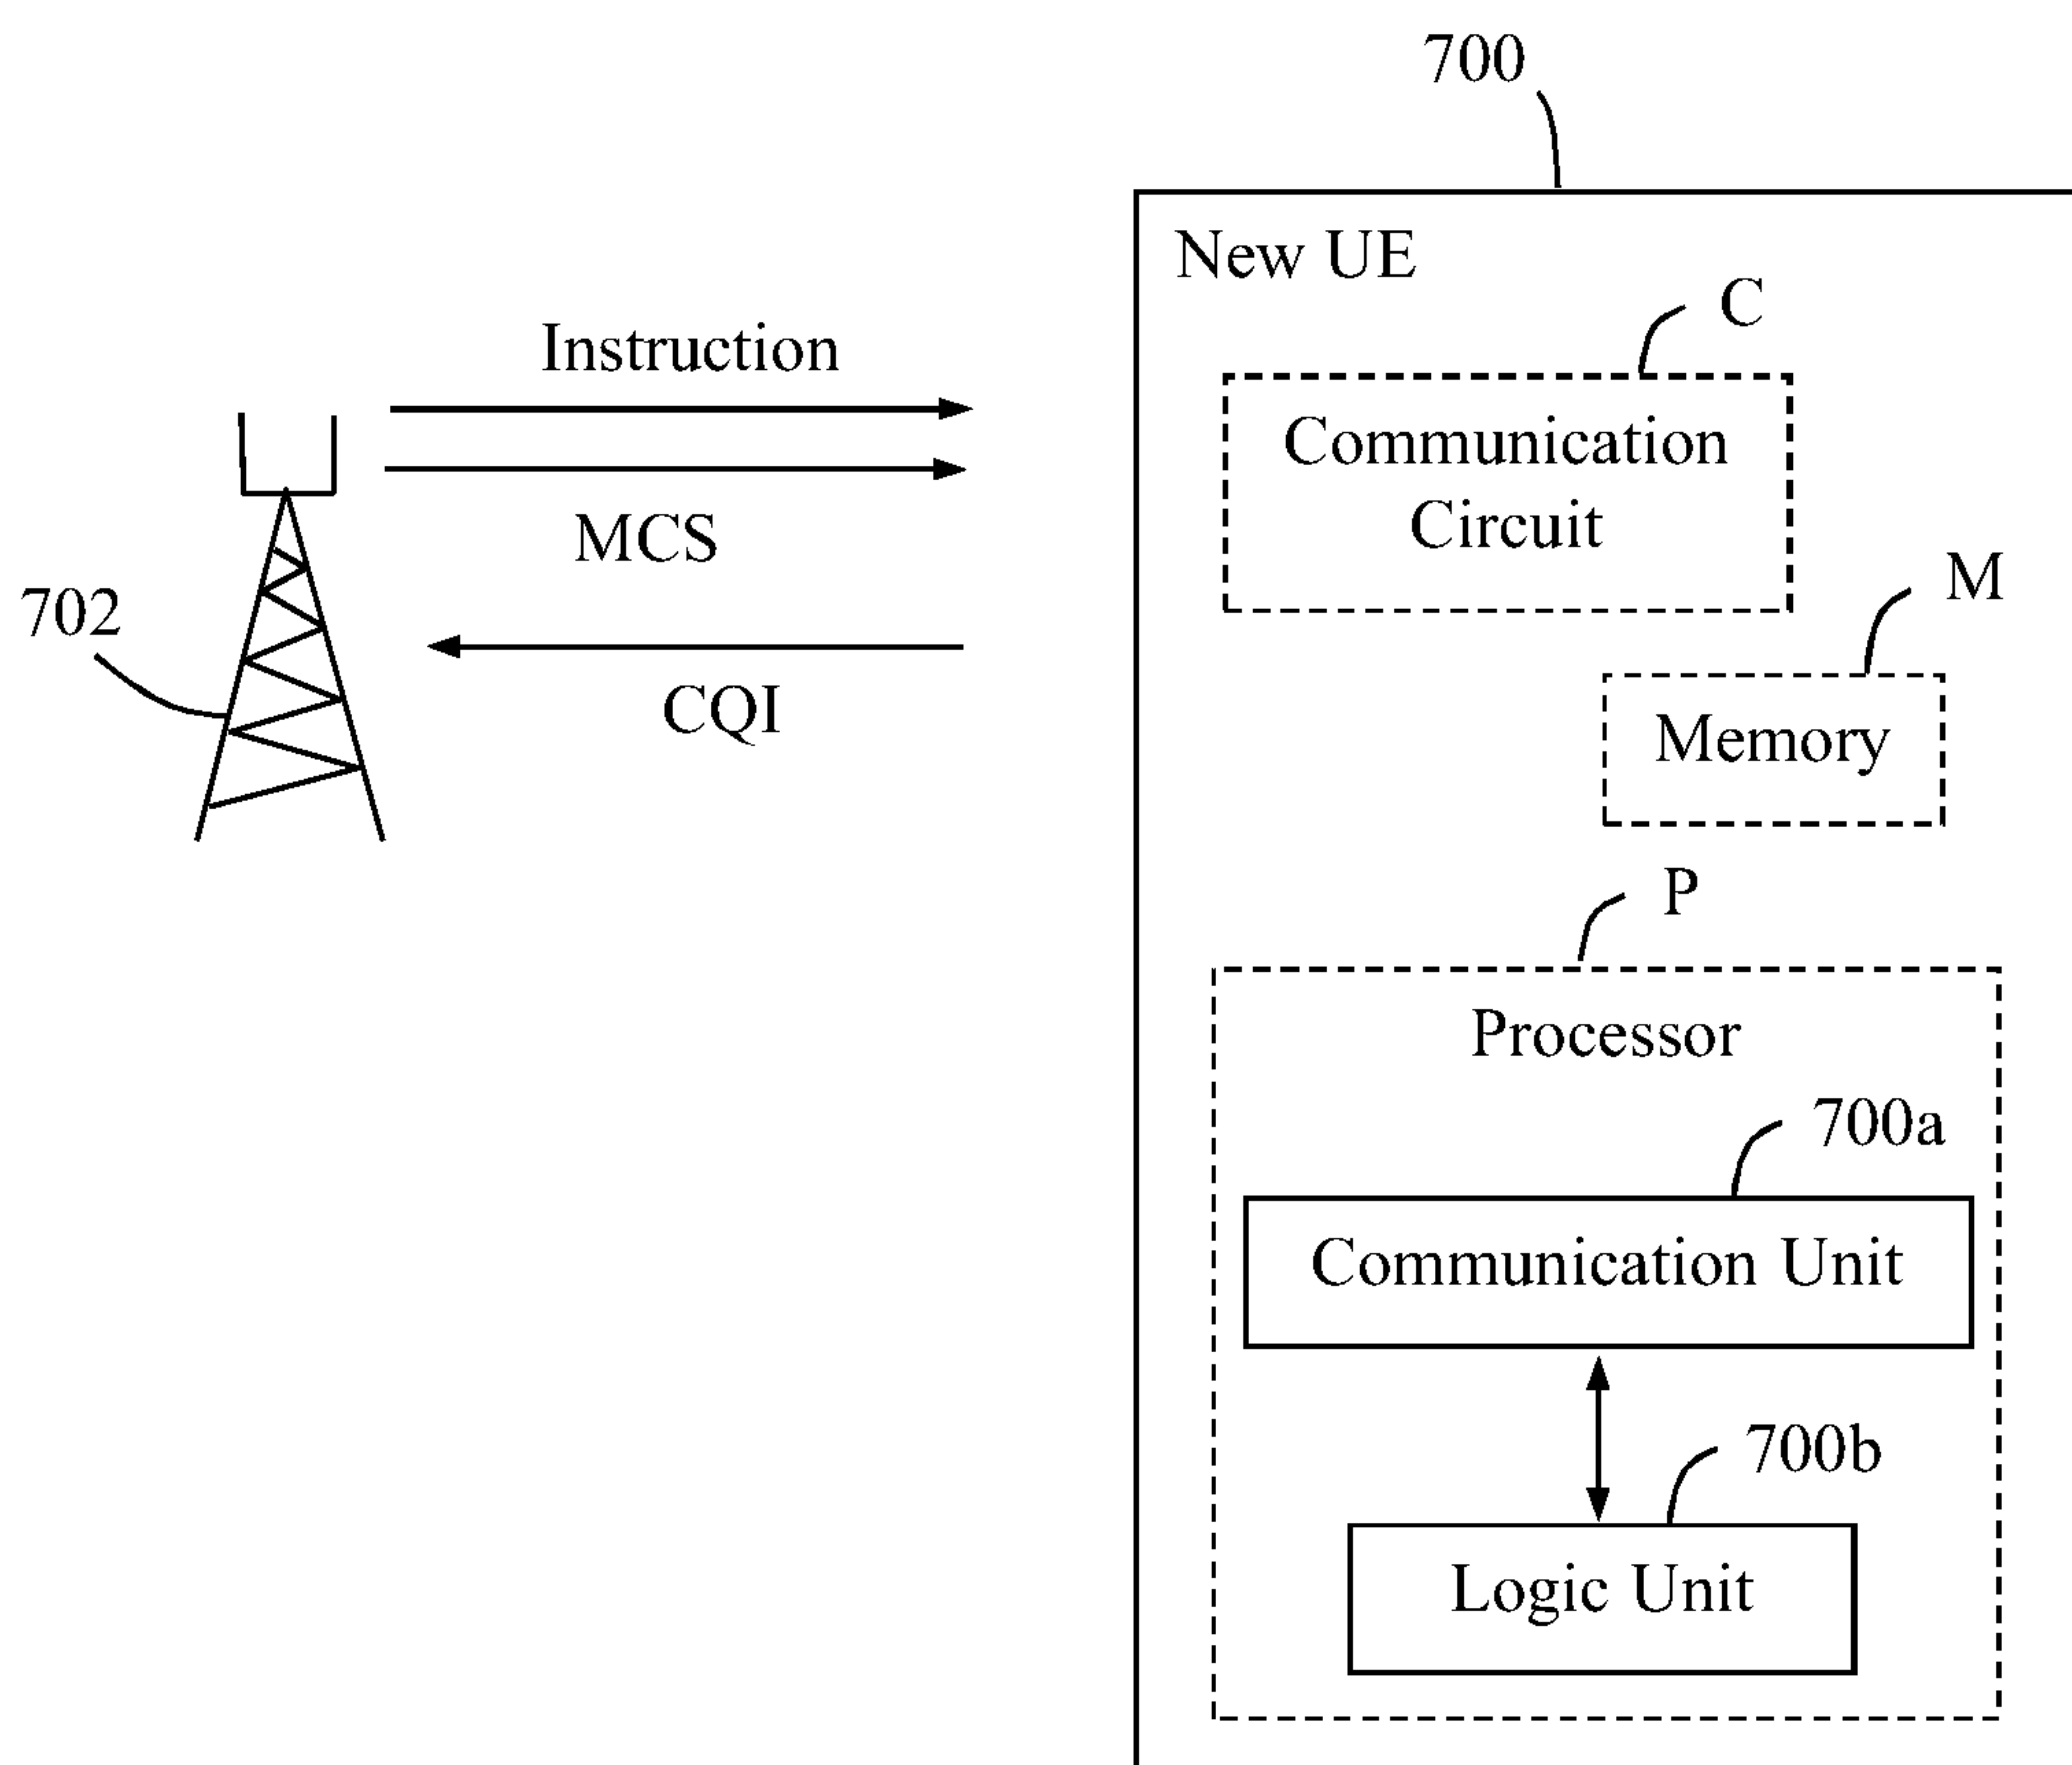 700
New UE
C
Instruction
Communication
Circuit
MCS
M
702
CQI
Memory
P
Processor
700a
Communication Unit
700b
Logic Unit